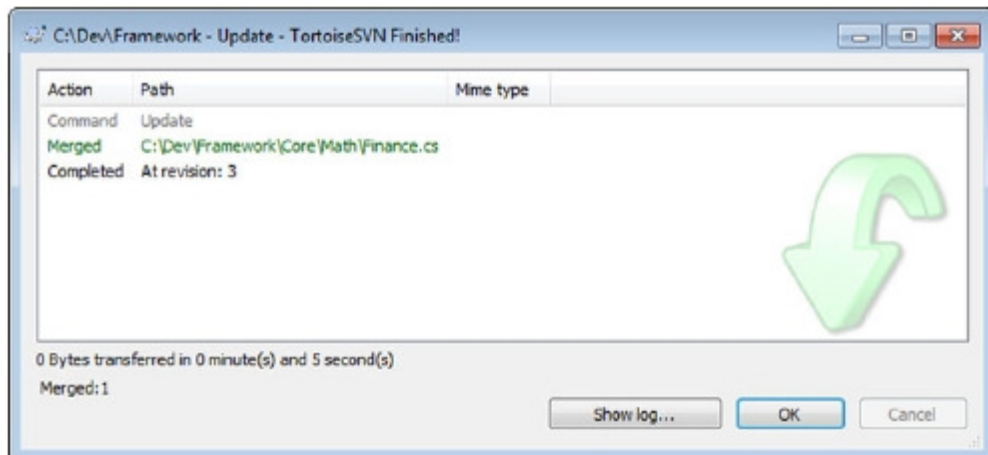 C:\Dev\Framework - Update - TortoiseSVN Finished!
Action Path Mime type
Command Update
Merged C:\Dev\Framework\Core\Math\Finance.cs
Completed At revision: 3
0 Bytes transferred in 0 minute(s) and 5 second(s)
Merged:1
Show log... OK Cancel